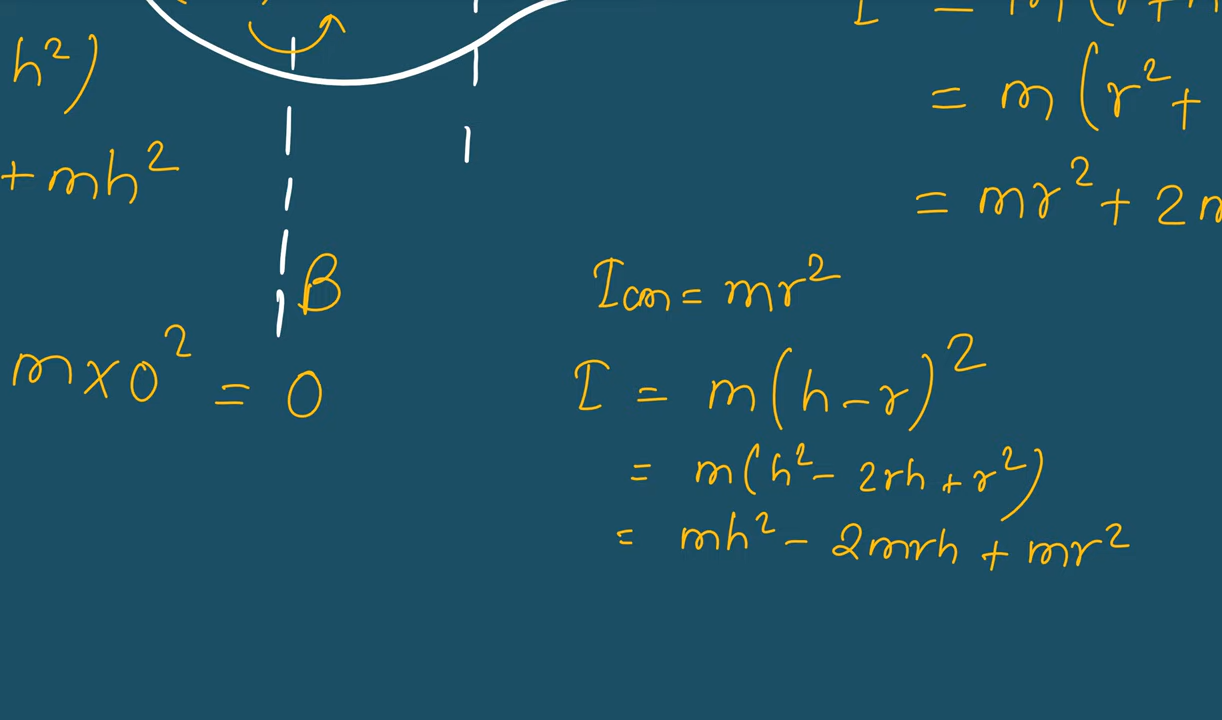 h²)
+mh²
B
m×0² = 0
= m(r²+
= mr²+ 2m
Icm = mr²
I = m(h-r)²
= m(h²- 2rh + r²)
= mh² - 2mrh + mr²